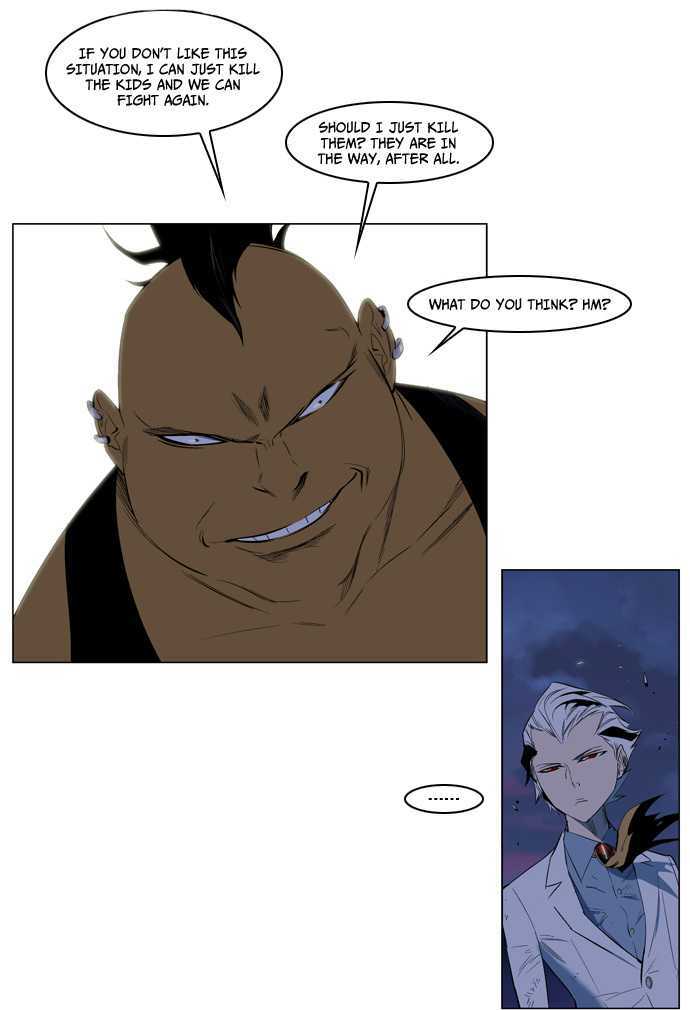 IF YOU DON'T LIKE THIS
SITUATION, I CAN JUST KILL
THE KIDS AND WE CAN
FIGHT AGAIN.
SHOULD I JUST KILL
THEM? THEY ARE IN
THE WAY, AFTER ALL.
WHAT DO YOU THINK? HM?
......